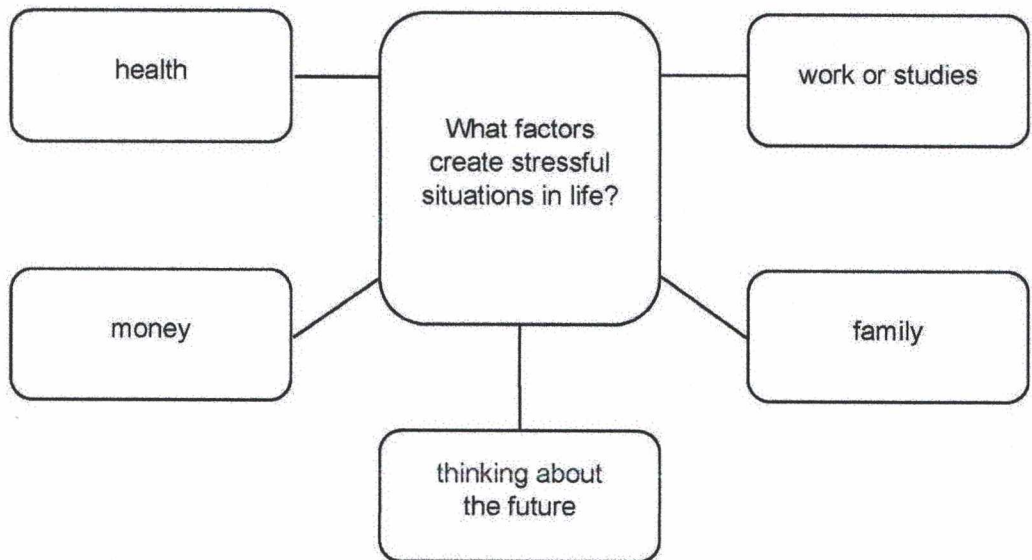 health
What factors
create stressful
situations in life?
work or studies
money
family
thinking about
the future